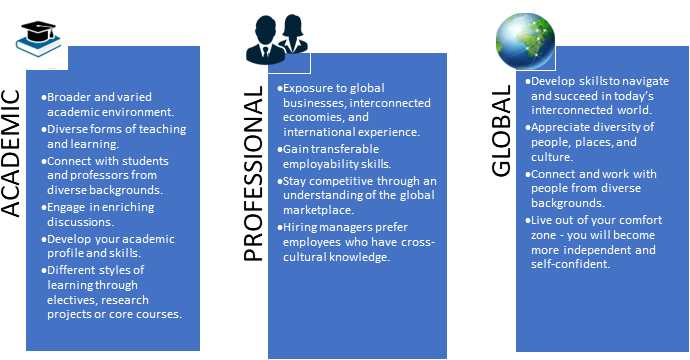 ACADEMIC
•Broader and varied
academic environment.
•Diverse forms of teaching
and learning.
•Connect with students
and professors from
diverse backgrounds.
•Engage in enriching
discussions.
•Develop your academic
profile and skills.
•Different styles of
learning through
electives, research
projects or core courses.
PROFESSIONAL
•Exposure to global
businesses, interconnected
economies, and
international experience.
•Gain transferable
employability skills.
•Stay competitive through an
understanding of the global
marketplace.
•Hiring managers prefer
employees who have cross-
cultural knowledge.
GLOBAL
•Develop skills to navigate
and succeed in today’s
interconnected world.
•Appreciate diversity of
people, places, and
culture.
•Connect and work with
people from diverse
backgrounds.
•Live out of your comfort
zone - you will become
more independent and
self-confident.